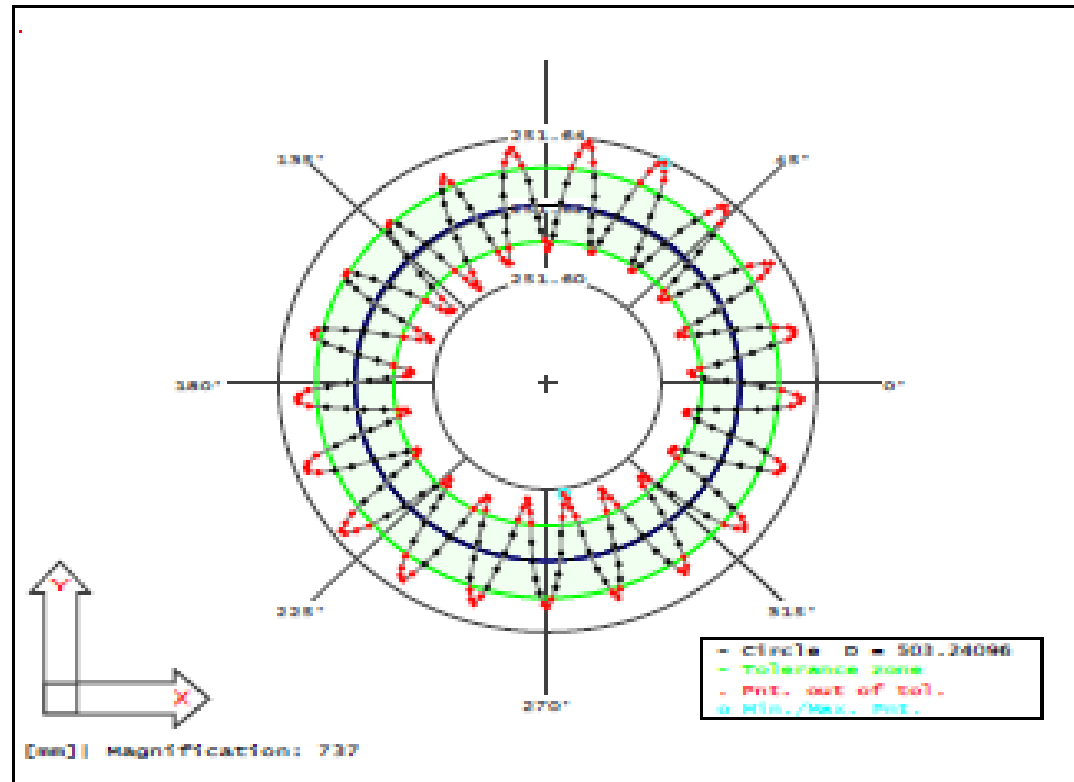 251.64
135°
45°
251.60
180°
0°
225°
315°
270°
Y
X
- Circle D = 503.24096
- Tolerance zone
. Pnt. out of tol.
o Min./Max. Pnt.
[mm]| Magnification: 737